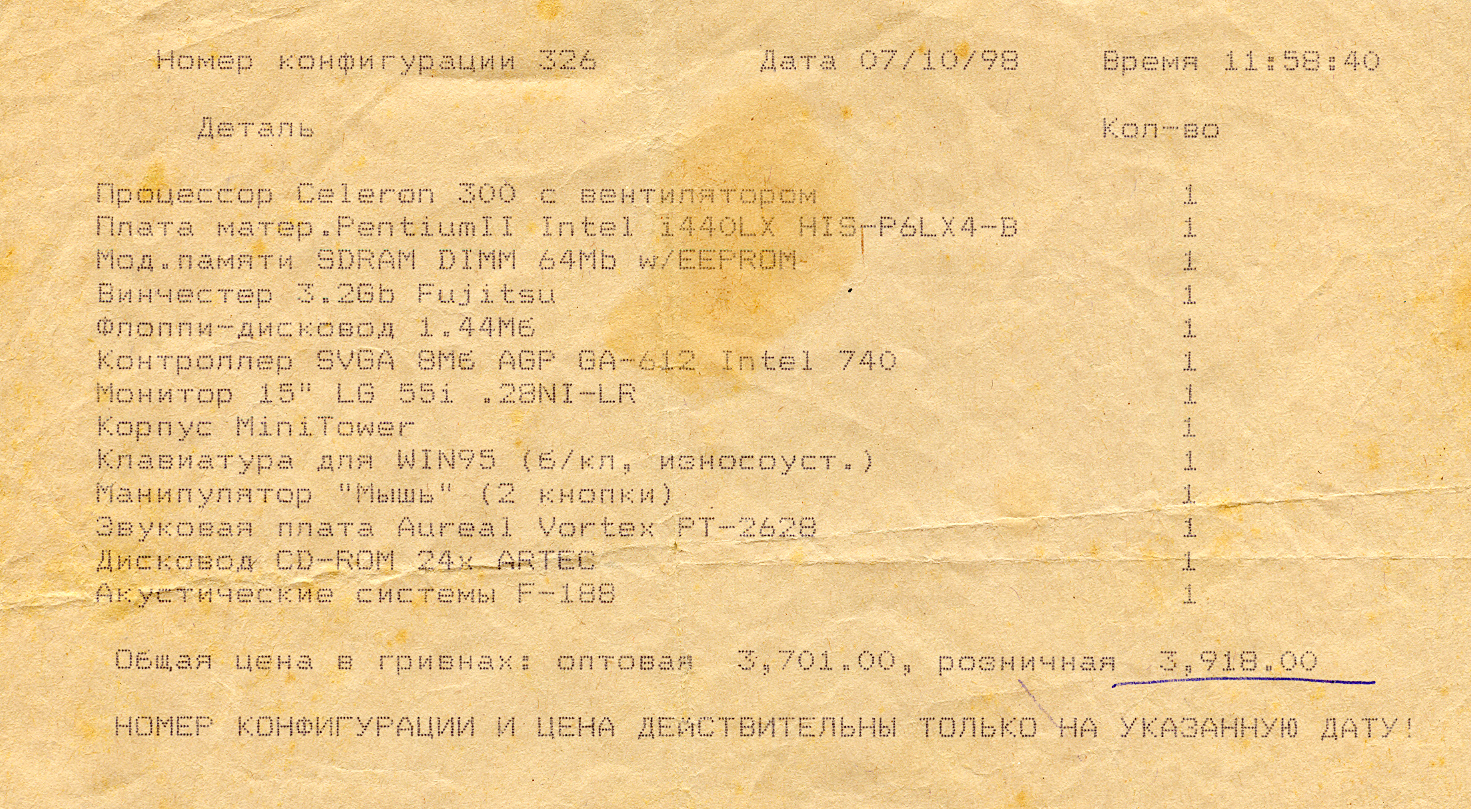 Номер конфигурации 326 Дата 07/10/98 Время 11:58:40
Деталь Кол-во
Процессор Celeron 300 с вентилятором 1
Плата матер.PentiumII Intel i440LX HIS-P6LX4-B 1
Мод.памяти SDRAM DIMM 64Mb w/EEPROM 1
Винчестер 3.2Gb Fujitsu 1
Флоппи-дисковод 1.44Мб 1
Контроллер SVGA 8Мб AGP GA-612 Intel 740 1
Монитор 15" LG 55i .28NI-LR 1
Корпус MiniTower 1
Клавиатура для WIN95 (б/кл, износоуст.) 1
Манипулятор "Мышь" (2 кнопки) 1
Звуковая плата Aureal Vortex PT-2628 1
Дисковод CD-ROM 24x ARTEC 1
Акустические системы F-188 1
Общая цена в гривнах: оптовая 3,701.00, розничная 3,918.00
НОМЕР КОНФИГУРАЦИИ И ЦЕНА ДЕЙСТВИТЕЛЬНЫ ТОЛЬКО НА УКАЗАННУЮ ДАТУ!